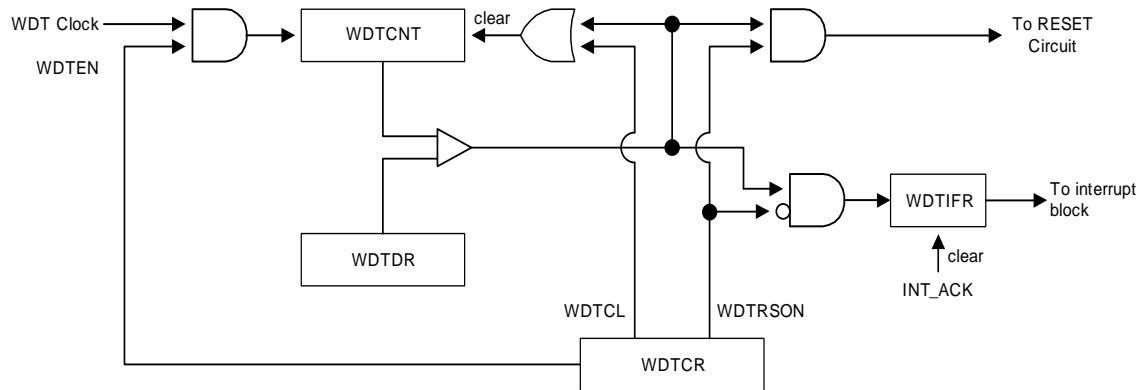 WDT Clock
WDTEN
WDTCNT
clear
To RESET
Circuit
WDTDR
WDTIFR
To interrupt
block
clear
INT_ACK
WDTCL
WDTRSON
WDTCR